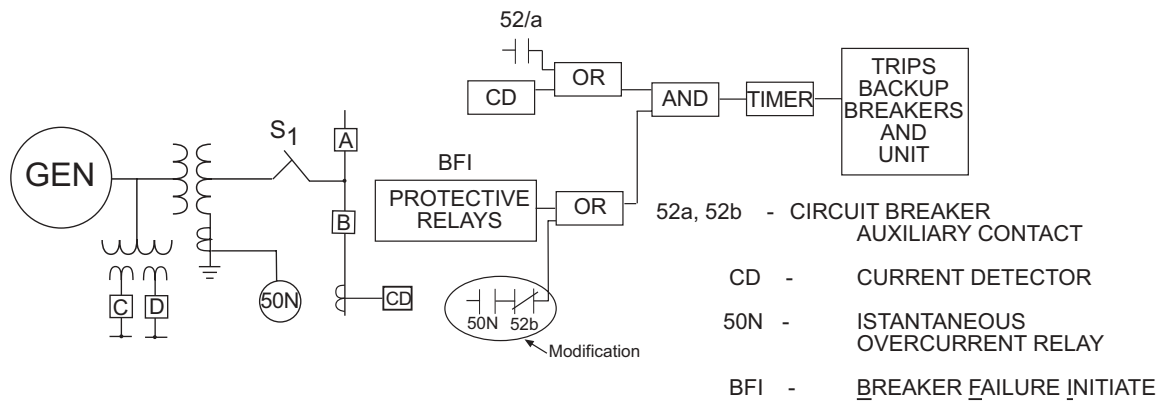 52/a
OR
CD
AND
TIMER
TRIPS
BACKUP
BREAKERS
AND
UNIT
GEN
S1
A
B
C
D
50N
CD
BFI
PROTECTIVE
RELAYS
OR
50N 52b
Modification
52a, 52b - CIRCUIT BREAKER
AUXILIARY CONTACT
CD - CURRENT DETECTOR
50N - ISTANTANEOUS
OVERCURRENT RELAY
BFI - BREAKER FAILURE INITIATE